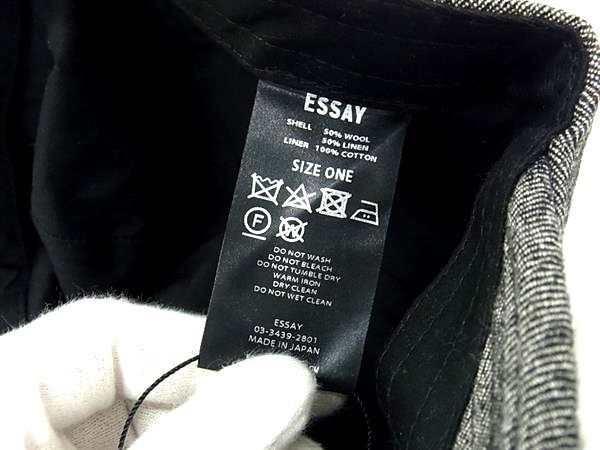 ESSAY
SHELL 50% WOOL
50% LINEN
LINER 100% COTTON
SIZE ONE
F W
DO NOT WASH
DO NOT BLEACH
DO NOT TUMBLE DRY
WARM IRON
DRY CLEAN
DO NOT WET CLEAN
ESSAY
03-3439-2801
MADE IN JAPAN